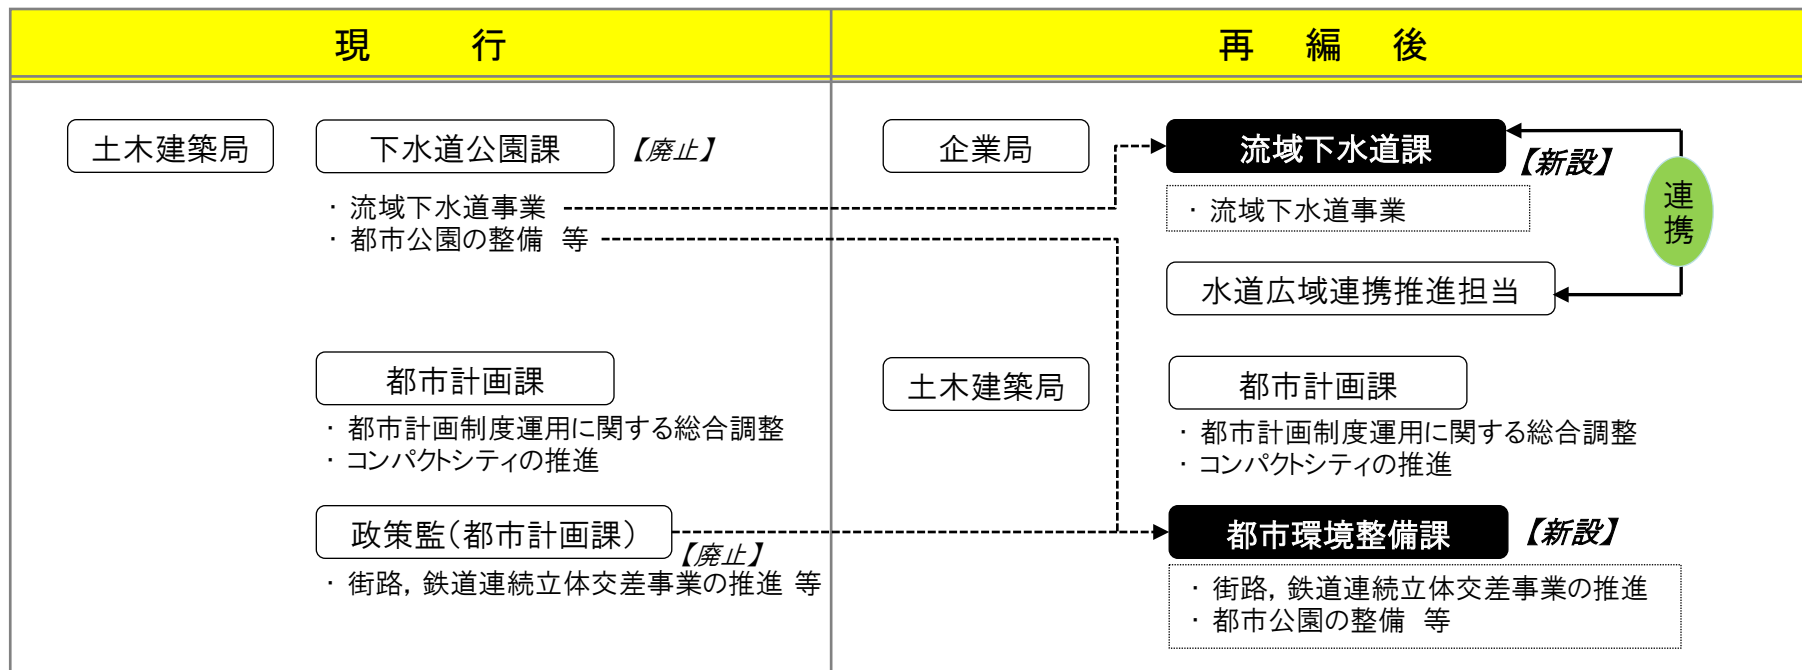 現　　行
再　編　後
土木建築局
下水道公園課
【廃止】
・ 流域下水道事業
・ 都市公園の整備　等
都市計画課
・ 都市計画制度運用に関する総合調整
・ コンパクトシティの推進
政策監（都市計画課）
【廃止】
・ 街路，鉄道連続立体交差事業の推進 等
企業局
流域下水道課
【新設】
・ 流域下水道事業
連携
水道広域連携推進担当
土木建築局
都市計画課
・ 都市計画制度運用に関する総合調整
・ コンパクトシティの推進
都市環境整備課
【新設】
・ 街路，鉄道連続立体交差事業の推進
・ 都市公園の整備　等